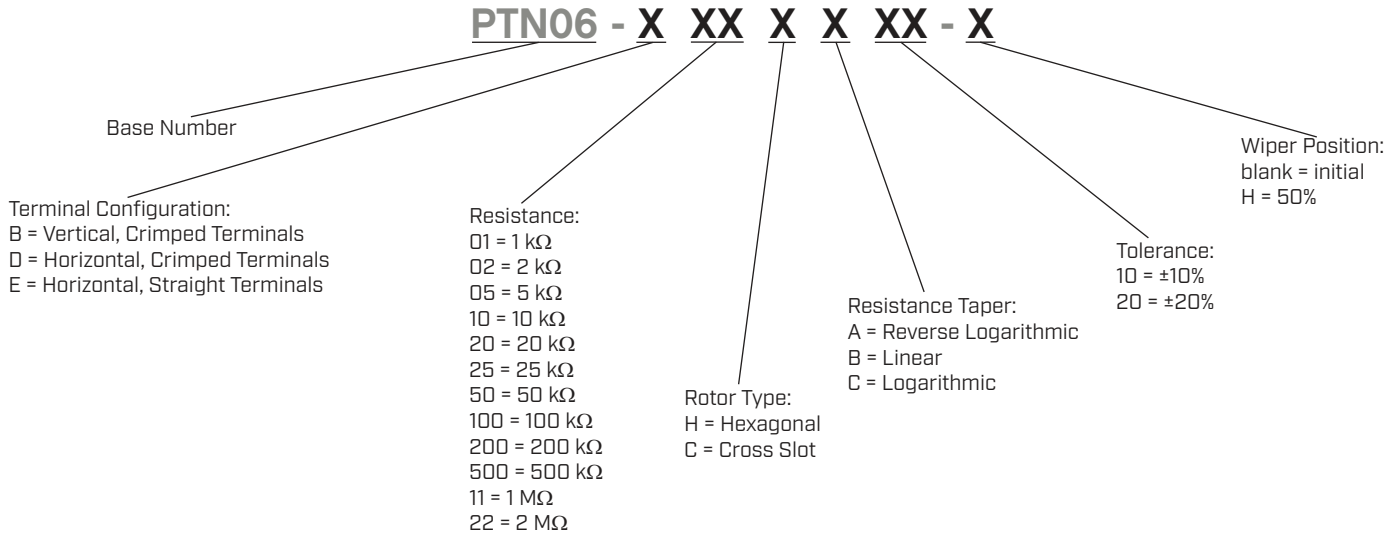 PTN06 - X XX X X XX - X
Base Number
Terminal Configuration:
B = Vertical, Crimped Terminals
D = Horizontal, Crimped Terminals
E = Horizontal, Straight Terminals
Resistance:
01 = 1 kΩ
02 = 2 kΩ
05 = 5 kΩ
10 = 10 kΩ
20 = 20 kΩ
25 = 25 kΩ
50 = 50 kΩ
100 = 100 kΩ
200 = 200 kΩ
500 = 500 kΩ
11 = 1 MΩ
22 = 2 MΩ
Rotor Type:
H = Hexagonal
C = Cross Slot
Resistance Taper:
A = Reverse Logarithmic
B = Linear
C = Logarithmic
Tolerance:
10 = ±10%
20 = ±20%
Wiper Position:
blank = initial
H = 50%